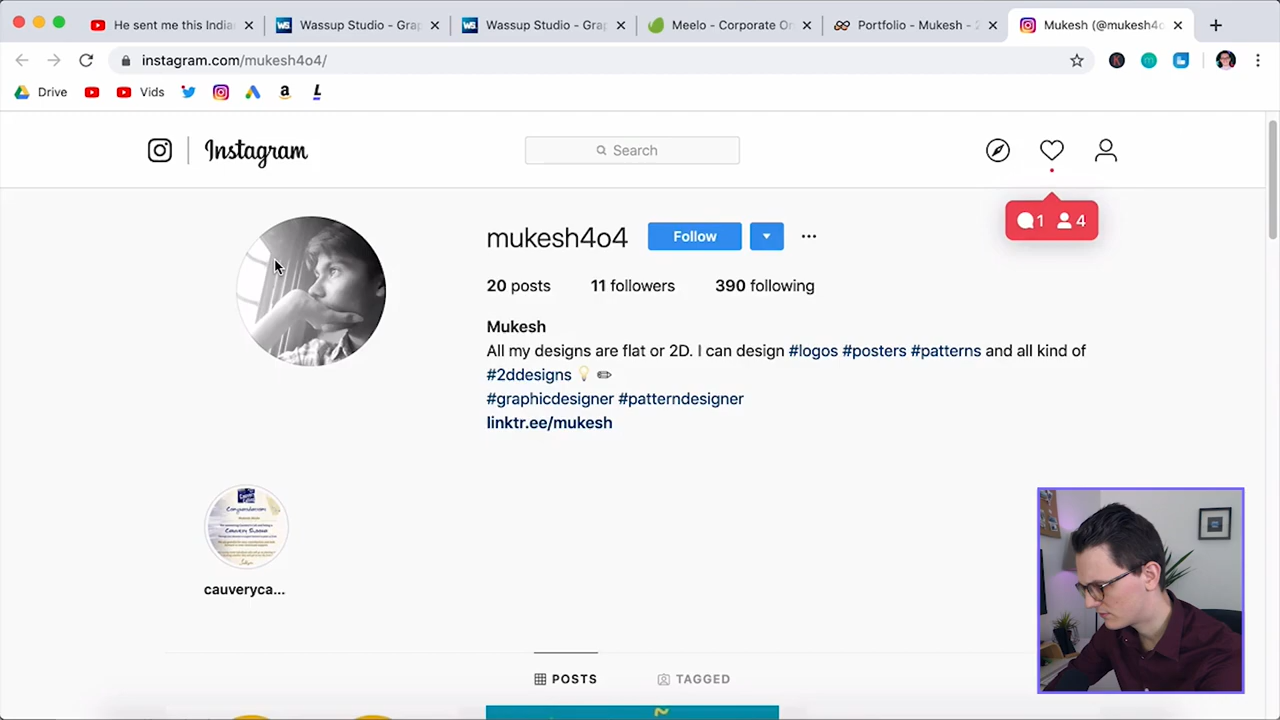 He sent me this India
Wassup Studio - Gra
Wassup Studio - Gra
Meelo - Corporate O
Portfolio - Mukesh -
Mukesh (@mukesh4o
instagram.com/mukesh4o4/
Drive
Vids
Instagram
Search
1 4
mukesh4o4
Follow
20 posts
11 followers
390 following
Mukesh
All my designs are flat or 2D. I can design #logos #posters #patterns and all kind of
#2ddesigns
#graphicdesigner #patterndesigner
linktr.ee/mukesh
cauveryca...
POSTS
TAGGED